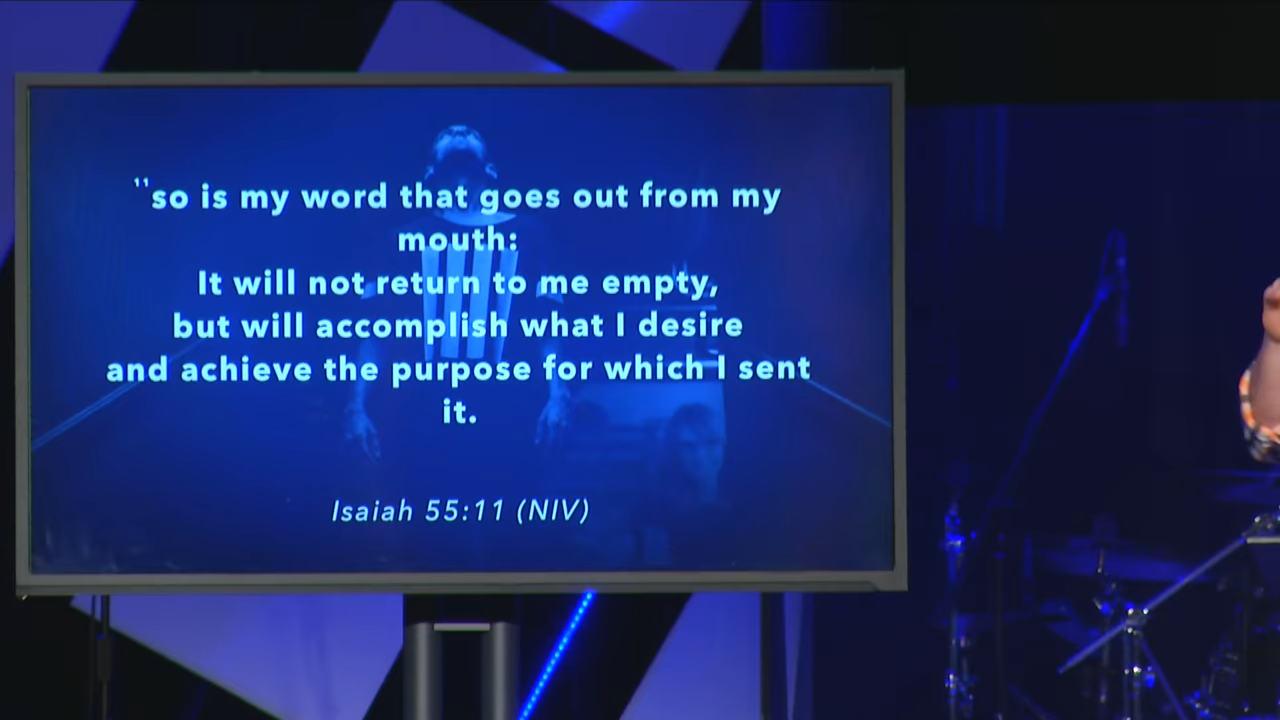 ¹¹so is my word that goes out from my
mouth:
It will not return to me empty,
but will accomplish what I desire
and achieve the purpose for which I sent
it.
Isaiah 55:11 (NIV)